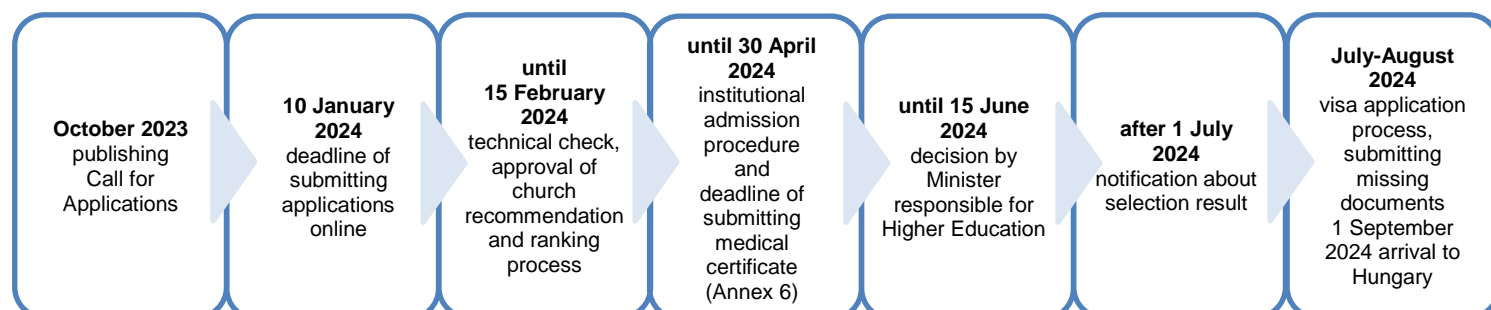 October 2023
publishing
Call for
Applications
10 January
2024
deadline of
submitting
applications
online
until
15 February
2024
technical check,
approval of
church
recommendation
and ranking
process
until 30 April
2024
institutional
admission
procedure
and
deadline of
submitting
medical
certificate
(Annex 6)
until 15 June
2024
decision by
Minister
responsible for
Higher Education
after 1 July
2024
notification about
selection result
July-August
2024
visa application
process,
submitting
missing
documents
1 September
2024 arrival to
Hungary